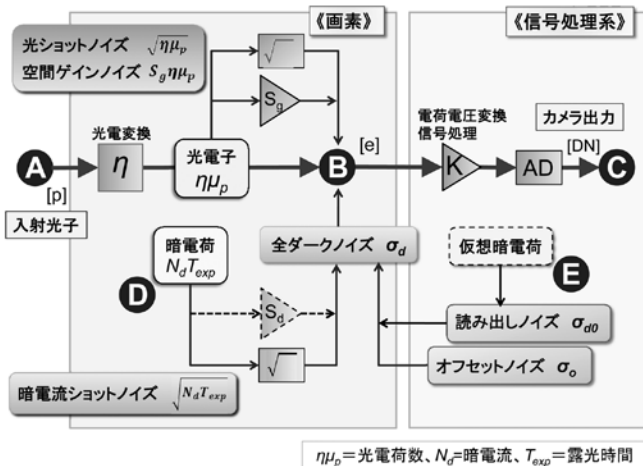 《画素》
《信号処理系》
光ショットノイズ √ημp
空間ゲインノイズ Sgημp
√
Sg
光電変換
電荷電圧変換
信号処理
カメラ出力
A
η
光電子
ημp
B
[e]
K
AD
[DN]
C
[p]
入射光子
暗電荷
NdTexp
全ダークノイズ σd
仮想暗電荷
D
E
Sd
読み出しノイズ σd0
√
オフセットノイズ σo
暗電流ショットノイズ √NdTexp
ημp=光電荷数、Nd=暗電流、Texp=露光時間